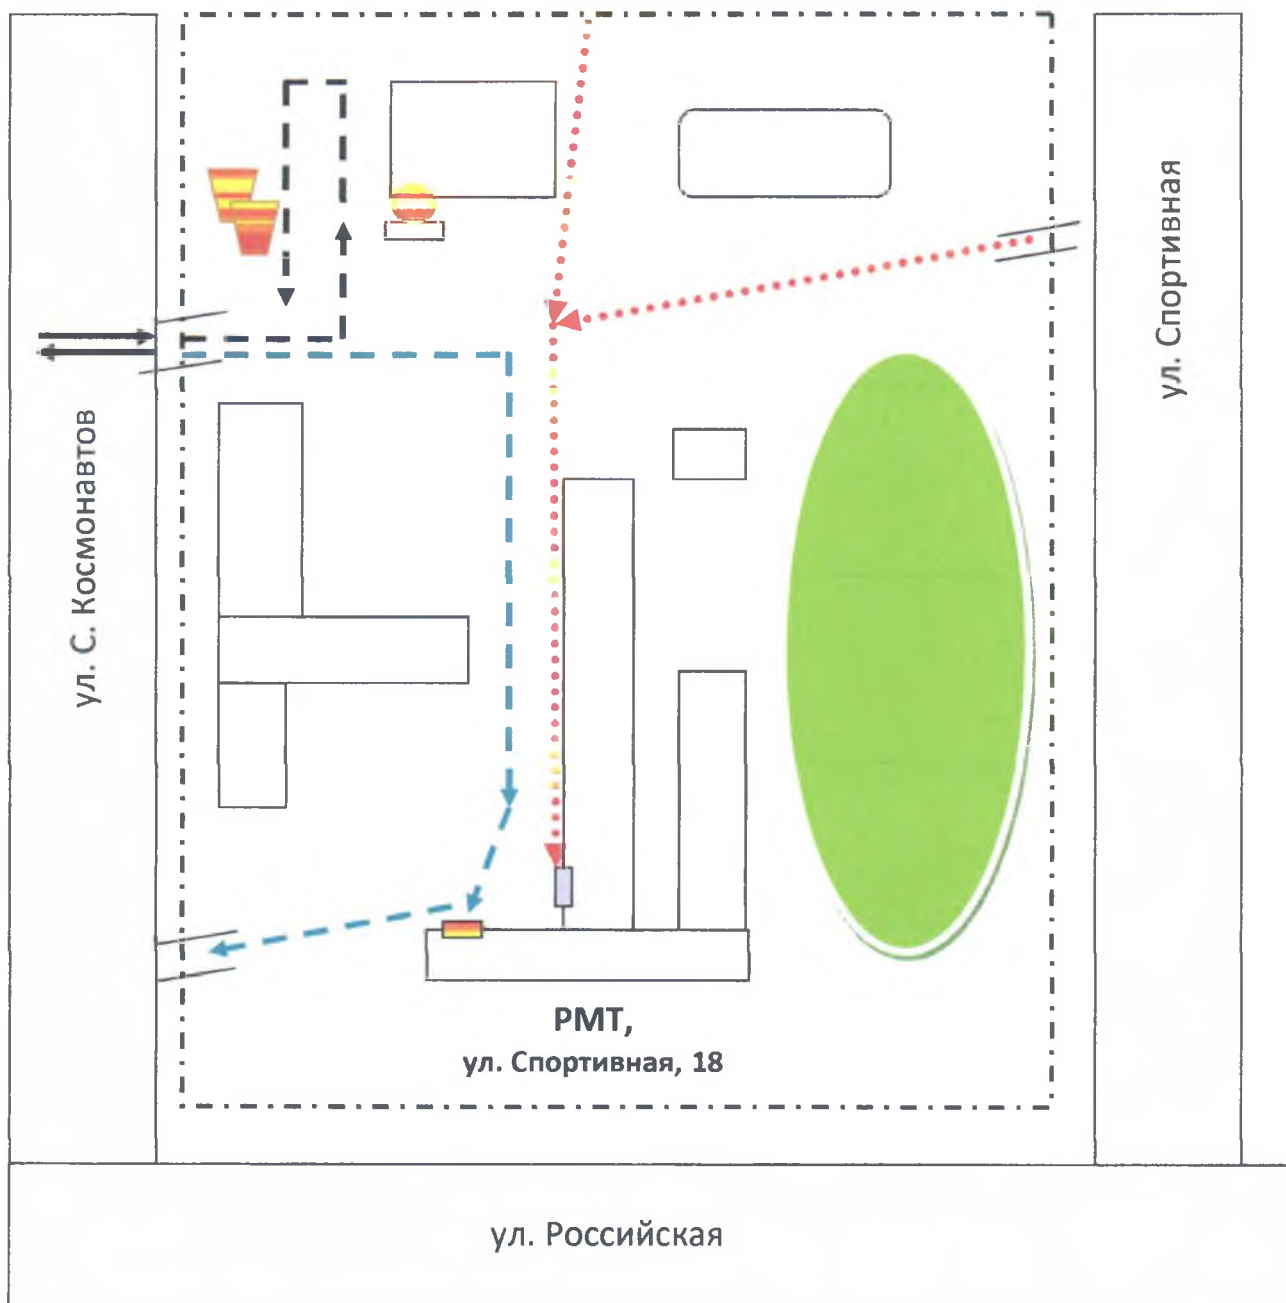 ул. С. Космонавтов
ул. Спортивная
РМТ,
ул. Спортивная, 18
ул. Российская